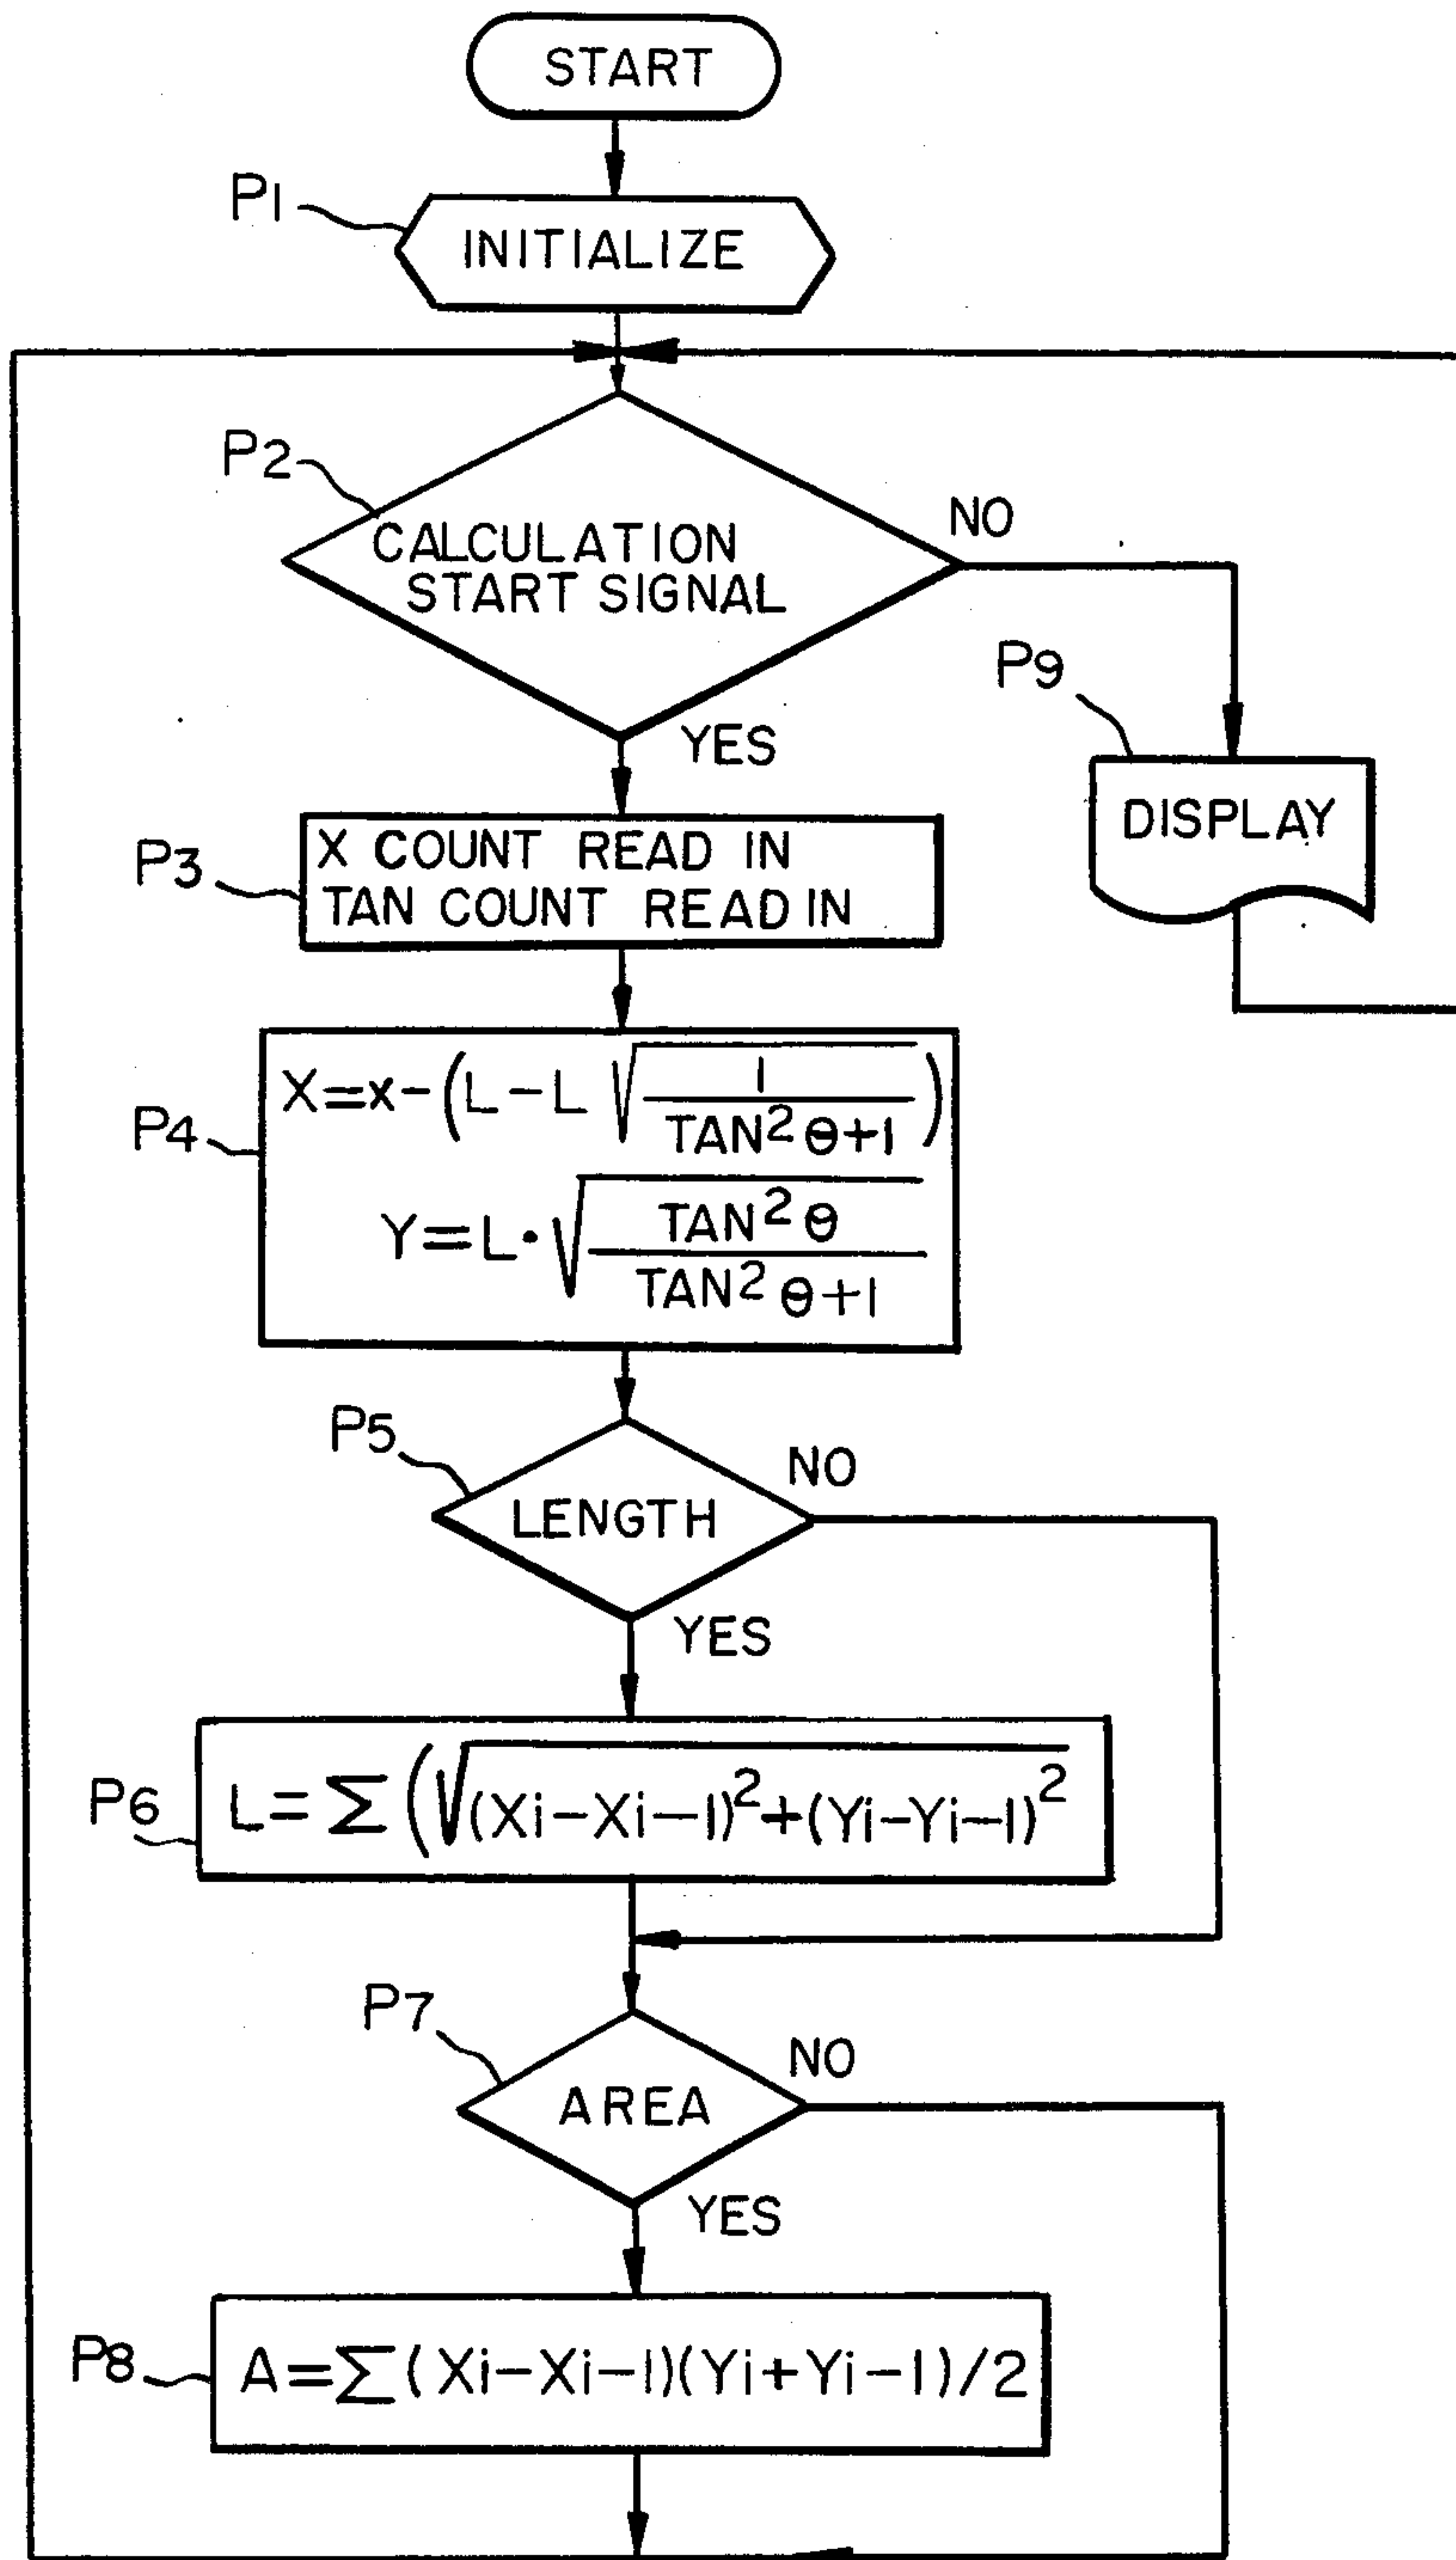 START
P1
INITIALIZE
P2
CALCULATION
START SIGNAL
NO
YES
P9
DISPLAY
P3
X COUNT READ IN
TAN COUNT READ IN
P4
X=x-(L-L√(1/(TAN²θ+1)))
Y=L·√(TAN²θ/(TAN²θ+1))
P5
LENGTH
NO
YES
P6
L=∑(√(Xi-Xi-1)²+(Yi-Yi-1)²
P7
AREA
NO
YES
P8
A=∑(Xi-Xi-1)(Yi+Yi-1)/2